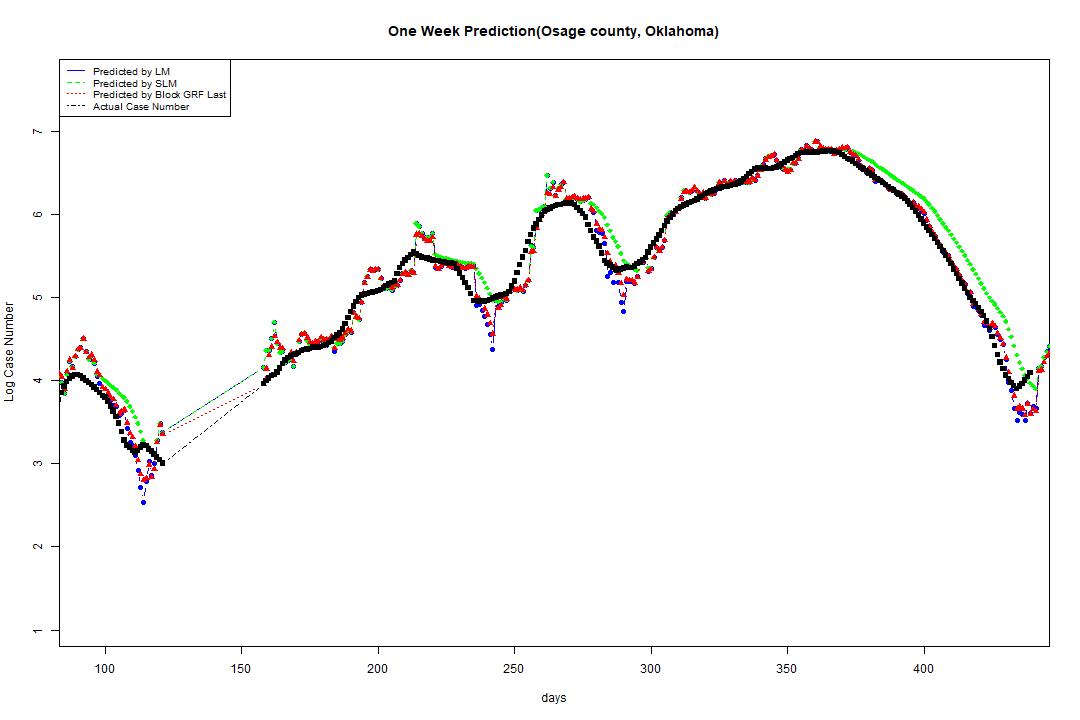 One Week Prediction(Osage county, Oklahoma)
Predicted by LM
Predicted by SLM
Predicted by Block GRF Last
Actual Case Number
7
6
5
4
3
2
1
Log Case Number
100 150 200 250 300 350 400
days